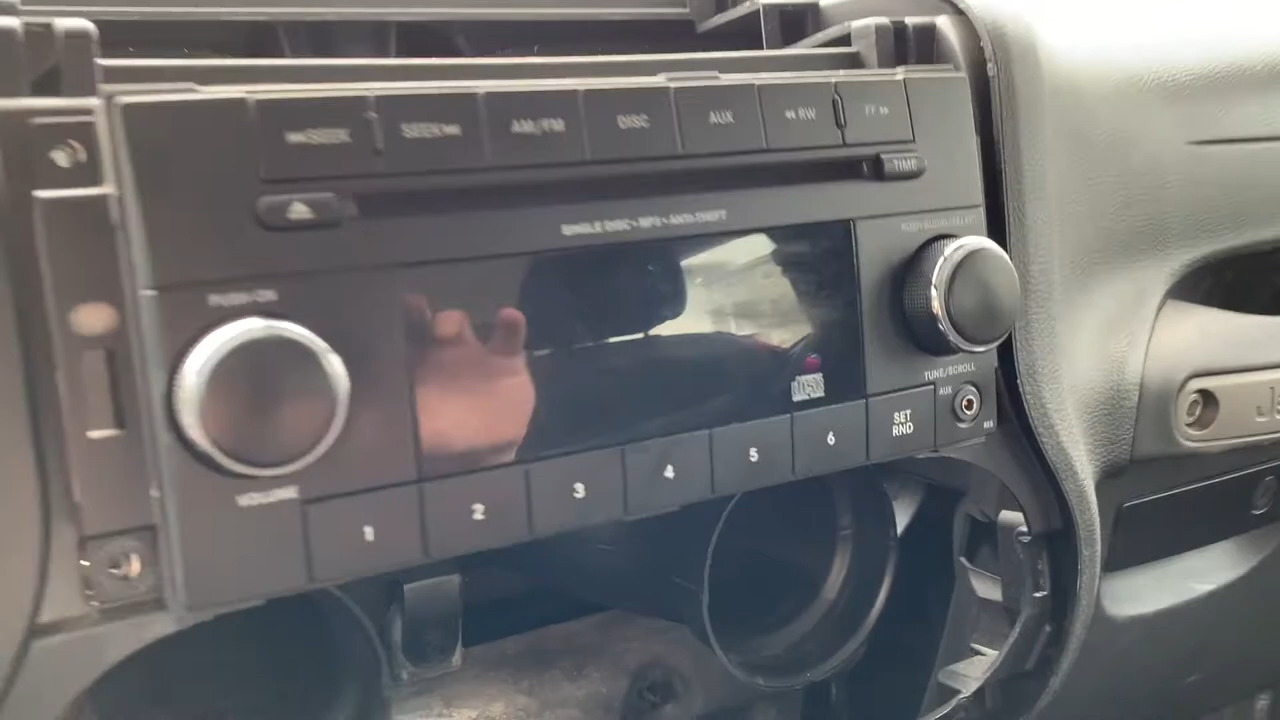 ⏮SEEK SEEK⏭ AM/FM DISC AUX ◂◂ RW FF ▸▸
TIME
SINGLE DISC • MP3 • ANTI-THEFT
PUSH-ON
VOLUME
TUNE/SCROLL
AUX
1 2 3 4 5 6 SET
RND